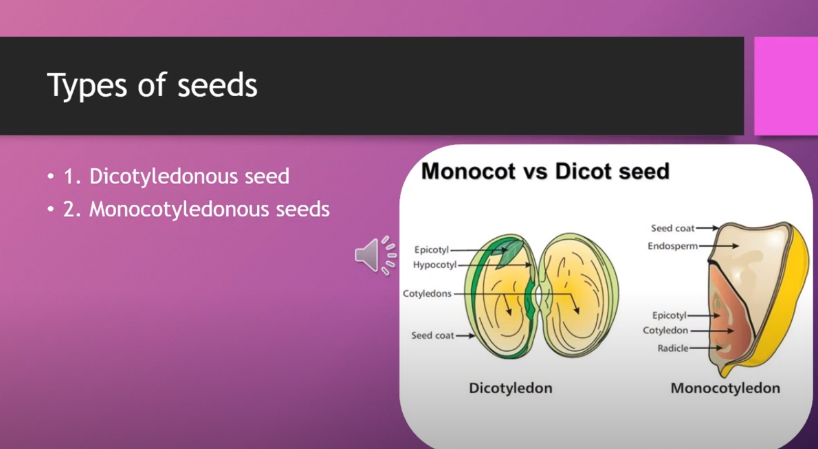 Types of seeds
• 1. Dicotyledonous seed
• 2. Monocotyledonous seeds
Monocot vs Dicot seed
Epicotyl
Hypocotyl
Cotyledons
Seed coat
Dicotyledon
Seed coat
Endosperm
Epicotyl
Cotyledon
Radicle
Monocotyledon